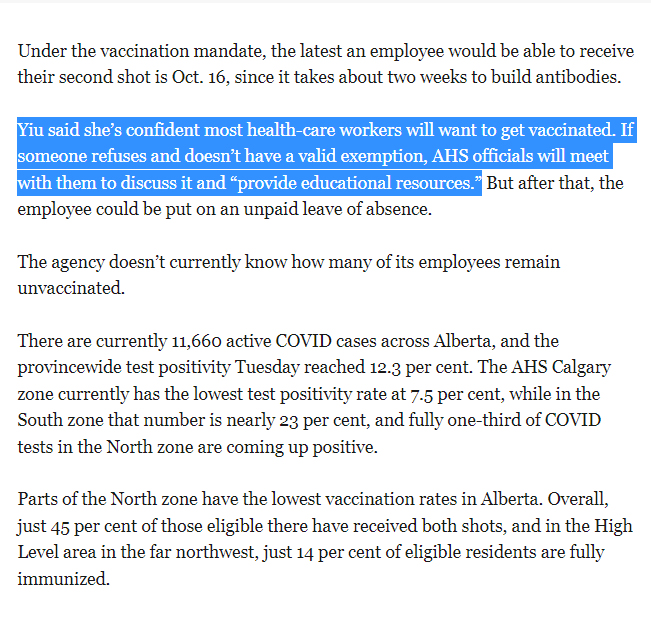 Under the vaccination mandate, the latest an employee would be able to receive
their second shot is Oct. 16, since it takes about two weeks to build antibodies.
Yiu said she’s confident most health-care workers will want to get vaccinated. If
someone refuses and doesn’t have a valid exemption, AHS officials will meet
with them to discuss it and “provide educational resources.” But after that, the
employee could be put on an unpaid leave of absence.
The agency doesn’t currently know how many of its employees remain
unvaccinated.
There are currently 11,660 active COVID cases across Alberta, and the
provincewide test positivity Tuesday reached 12.3 per cent. The AHS Calgary
zone currently has the lowest test positivity rate at 7.5 per cent, while in the
South zone that number is nearly 23 per cent, and fully one-third of COVID
tests in the North zone are coming up positive.
Parts of the North zone have the lowest vaccination rates in Alberta. Overall,
just 45 per cent of those eligible there have received both shots, and in the High
Level area in the far northwest, just 14 per cent of eligible residents are fully
immunized.